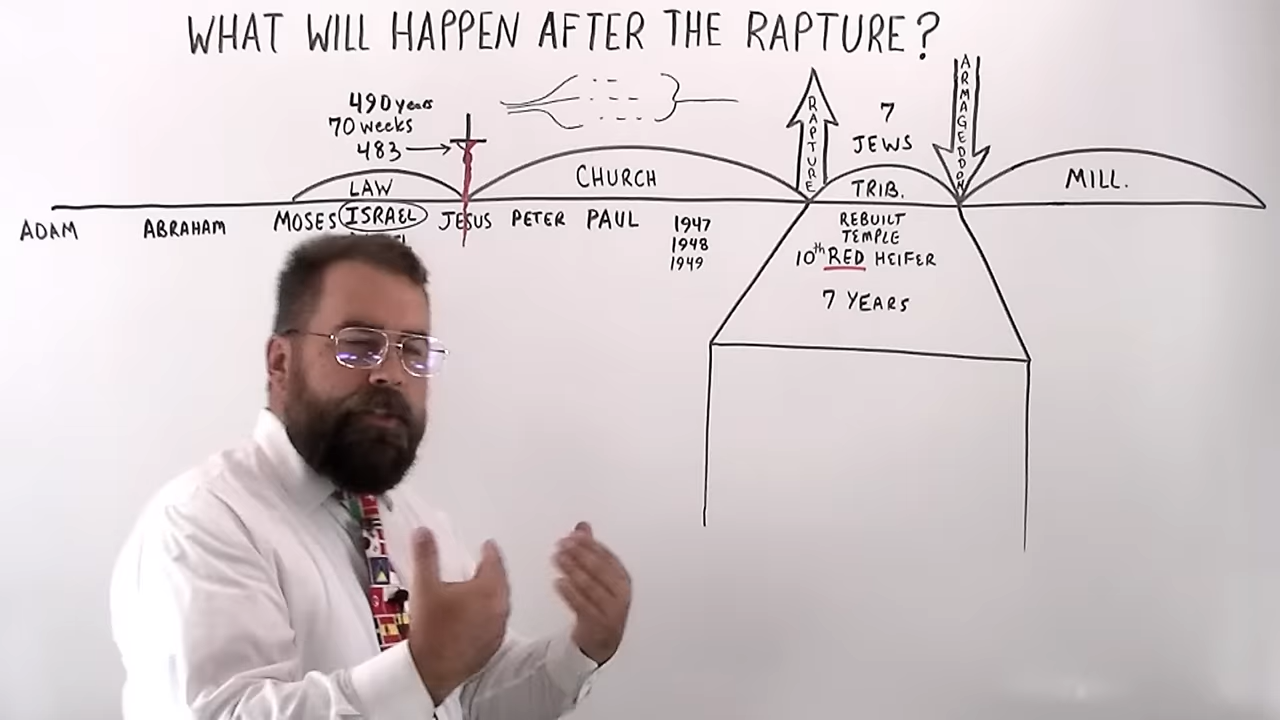 WHAT WILL HAPPEN AFTER THE RAPTURE?
490 years
70 weeks
483
LAW
CHURCH
RAPTURE
7
JEWS
TRIB.
ARMAGEDDON
MILL.
ADAM
ABRAHAM
MOSES
ISRAEL
JESUS
PETER
PAUL
1947
1948
1949
REBUILT
TEMPLE
10th RED HEIFER
7 YEARS